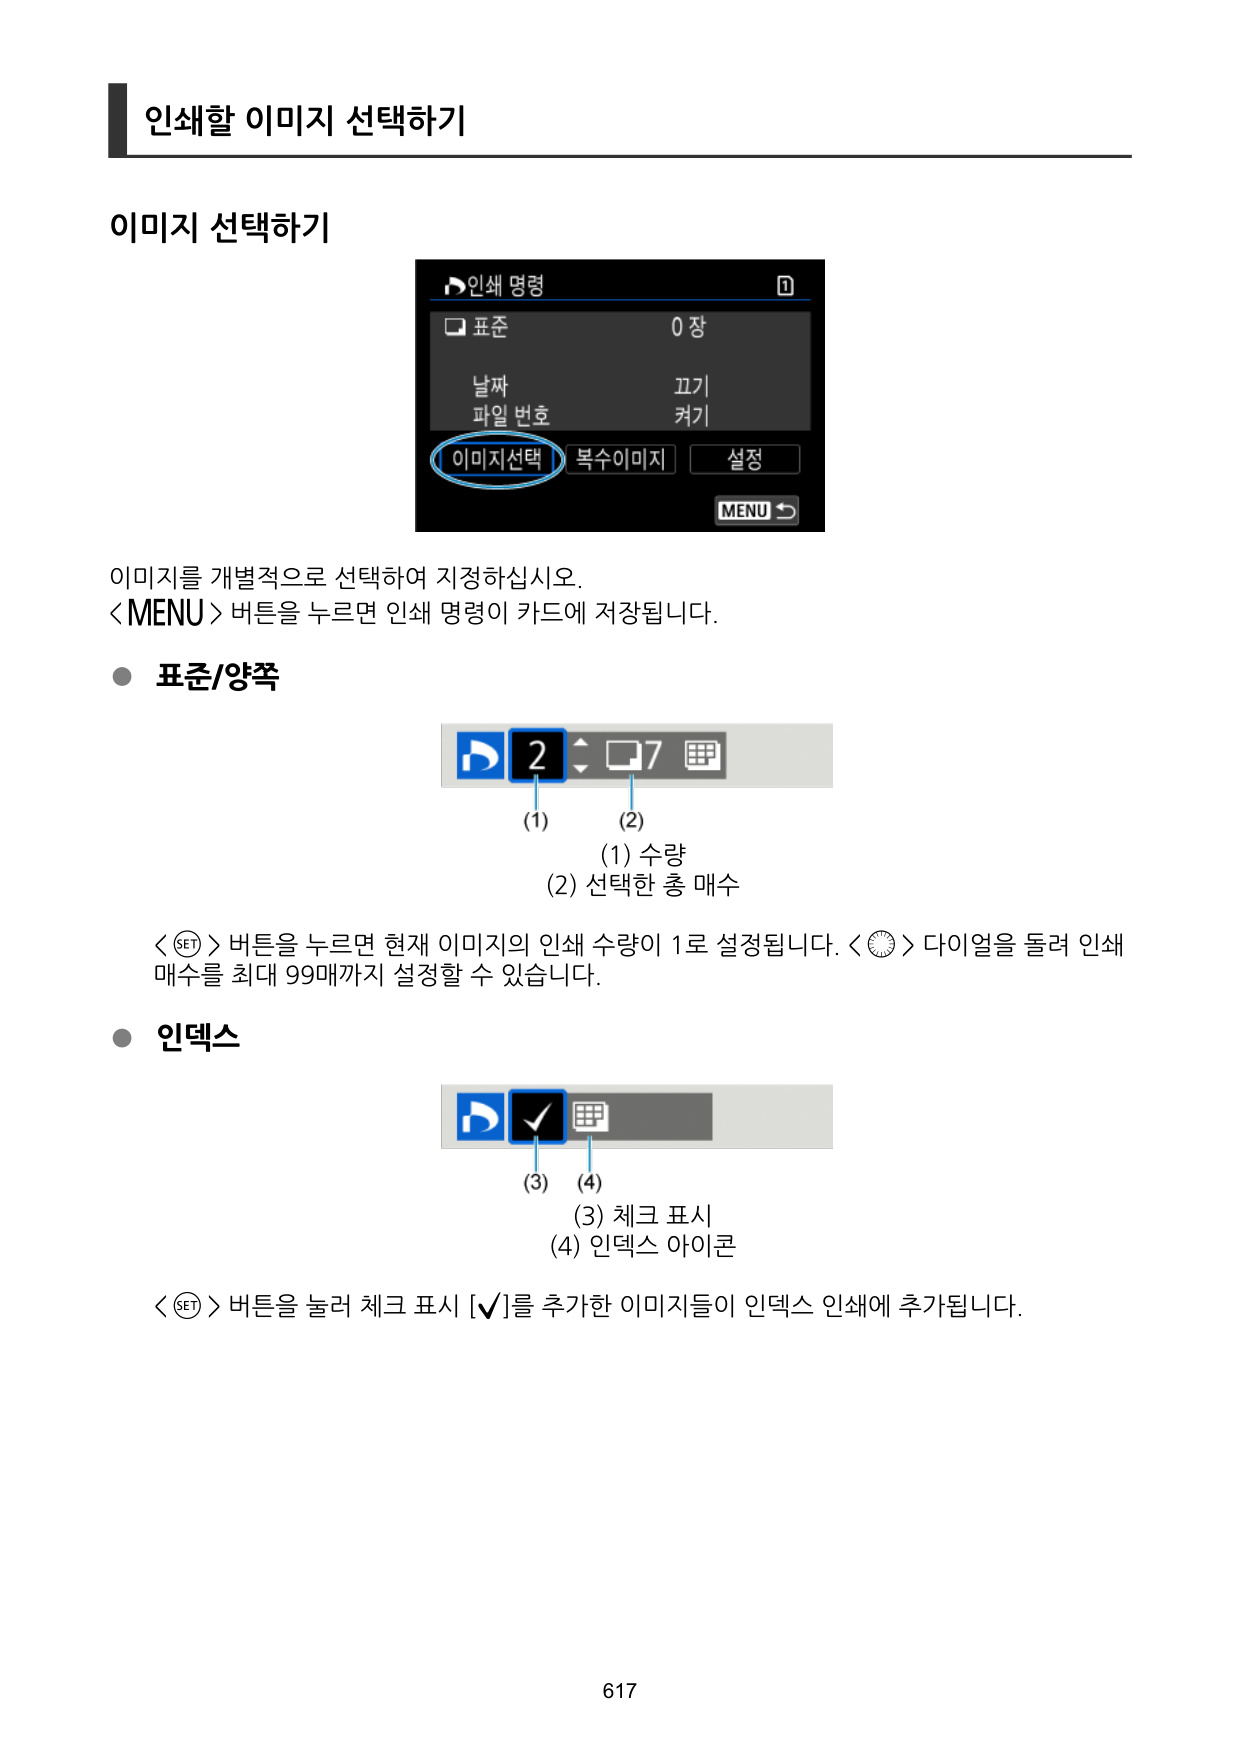 인쇄할 이미지 선택하기
이미지 선택하기
인쇄 명령 1
표준 0 장
날짜 끄기
파일 번호 켜기
이미지선택 복수이미지 설정
MENU
이미지를 개별적으로 선택하여 지정하십시오.
< MENU > 버튼을 누르면 인쇄 명령이 카드에 저장됩니다.
● 표준/양쪽
2 7
(1) (2)
(1) 수량
(2) 선택한 총 매수
< SET > 버튼을 누르면 현재 이미지의 인쇄 수량이 1로 설정됩니다. < > 다이얼을 돌려 인쇄
매수를 최대 99매까지 설정할 수 있습니다.
● 인덱스
✓
(3) (4)
(3) 체크 표시
(4) 인덱스 아이콘
< SET > 버튼을 눌러 체크 표시 [✓]를 추가한 이미지들이 인덱스 인쇄에 추가됩니다.
617